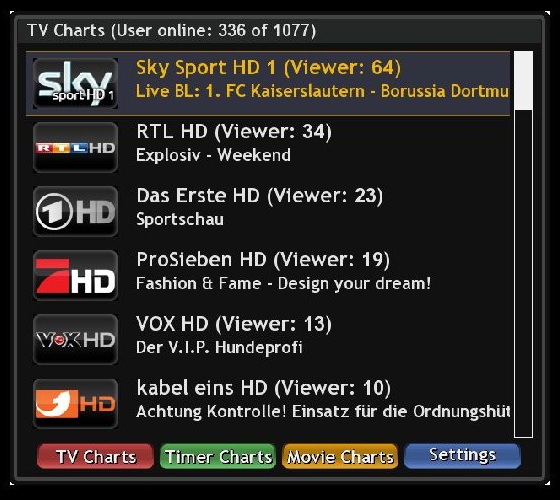 TV Charts (User online: 336 of 1077)
sky
sport HD 1
Sky Sport HD 1 (Viewer: 64)
Live BL: 1. FC Kaiserslautern - Borussia Dortmu
RTL HD
RTL HD (Viewer: 34)
Explosiv - Weekend
1 HD
Das Erste HD (Viewer: 23)
Sportschau
7 HD
ProSieben HD (Viewer: 19)
Fashion & Fame - Design your dream!
VOX HD
VOX HD (Viewer: 13)
Der V.I.P. Hundeprofi
HD
kabel eins HD (Viewer: 10)
Achtung Kontrolle! Einsatz für die Ordnungshüt
TV Charts Timer Charts Movie Charts Settings